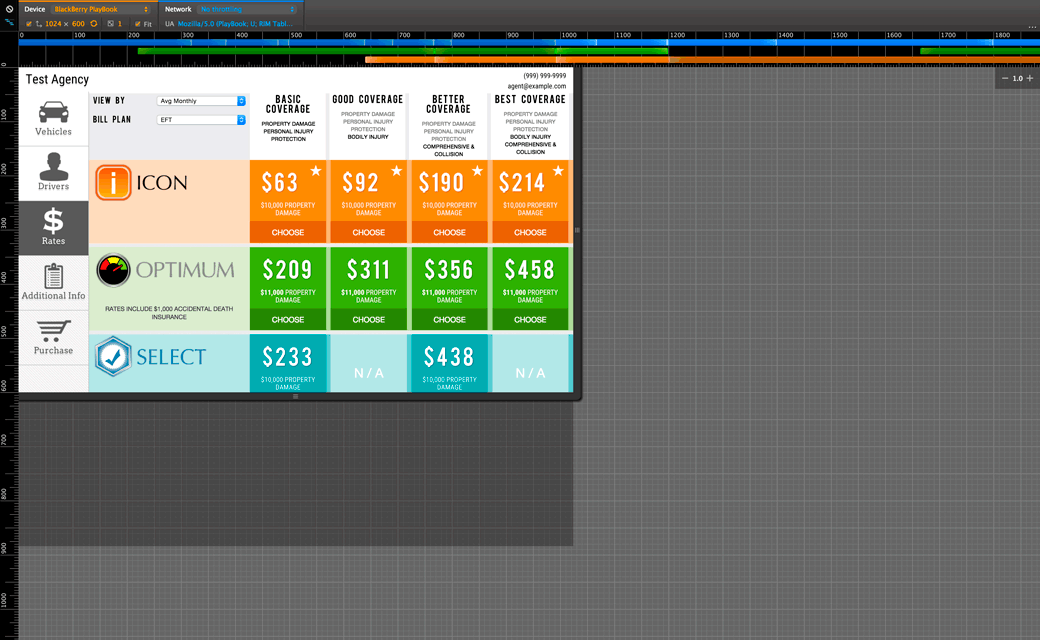 Device BlackBerry PlayBook Network No throttling
1024 × 600 1 Fit UA Mozilla/5.0 (PlayBook; U; RIM Tabl...
0 100 200 300 400 500 600 700 800 900 1000 1100 1200 1300 1400 1500 1600 1700 1800
0
100
200
300
400
500
600
700
800
900
1000
1.0
Test Agency
(999) 999-9999
agent@example.com
Vehicles
Drivers
Rates
Additional Info
Purchase
VIEW BY Avg Monthly
BILL PLAN EFT
BASIC
COVERAGE
PROPERTY DAMAGE
PERSONAL INJURY
PROTECTION
GOOD COVERAGE
PROPERTY DAMAGE
PERSONAL INJURY
PROTECTION
BODILY INJURY
BETTER
COVERAGE
PROPERTY DAMAGE
PERSONAL INJURY
PROTECTION
COMPREHENSIVE &
COLLISION
BEST COVERAGE
PROPERTY DAMAGE
PERSONAL INJURY
PROTECTION
BODILY INJURY
COMPREHENSIVE &
COLLISION
i ICON
$63 $92 $190 $214
$10,000 PROPERTY
DAMAGE
$10,000 PROPERTY
DAMAGE
$10,000 PROPERTY
DAMAGE
$10,000 PROPERTY
DAMAGE
CHOOSE CHOOSE CHOOSE CHOOSE
OPTIMUM
RATES INCLUDE $1,000 ACCIDENTAL DEATH
INSURANCE
$209 $311 $356 $458
$11,000 PROPERTY
DAMAGE
$11,000 PROPERTY
DAMAGE
$11,000 PROPERTY
DAMAGE
$11,000 PROPERTY
DAMAGE
CHOOSE CHOOSE CHOOSE CHOOSE
SELECT
$233 N/A $438 N/A
$10,000 PROPERTY
DAMAGE
$10,000 PROPERTY
DAMAGE